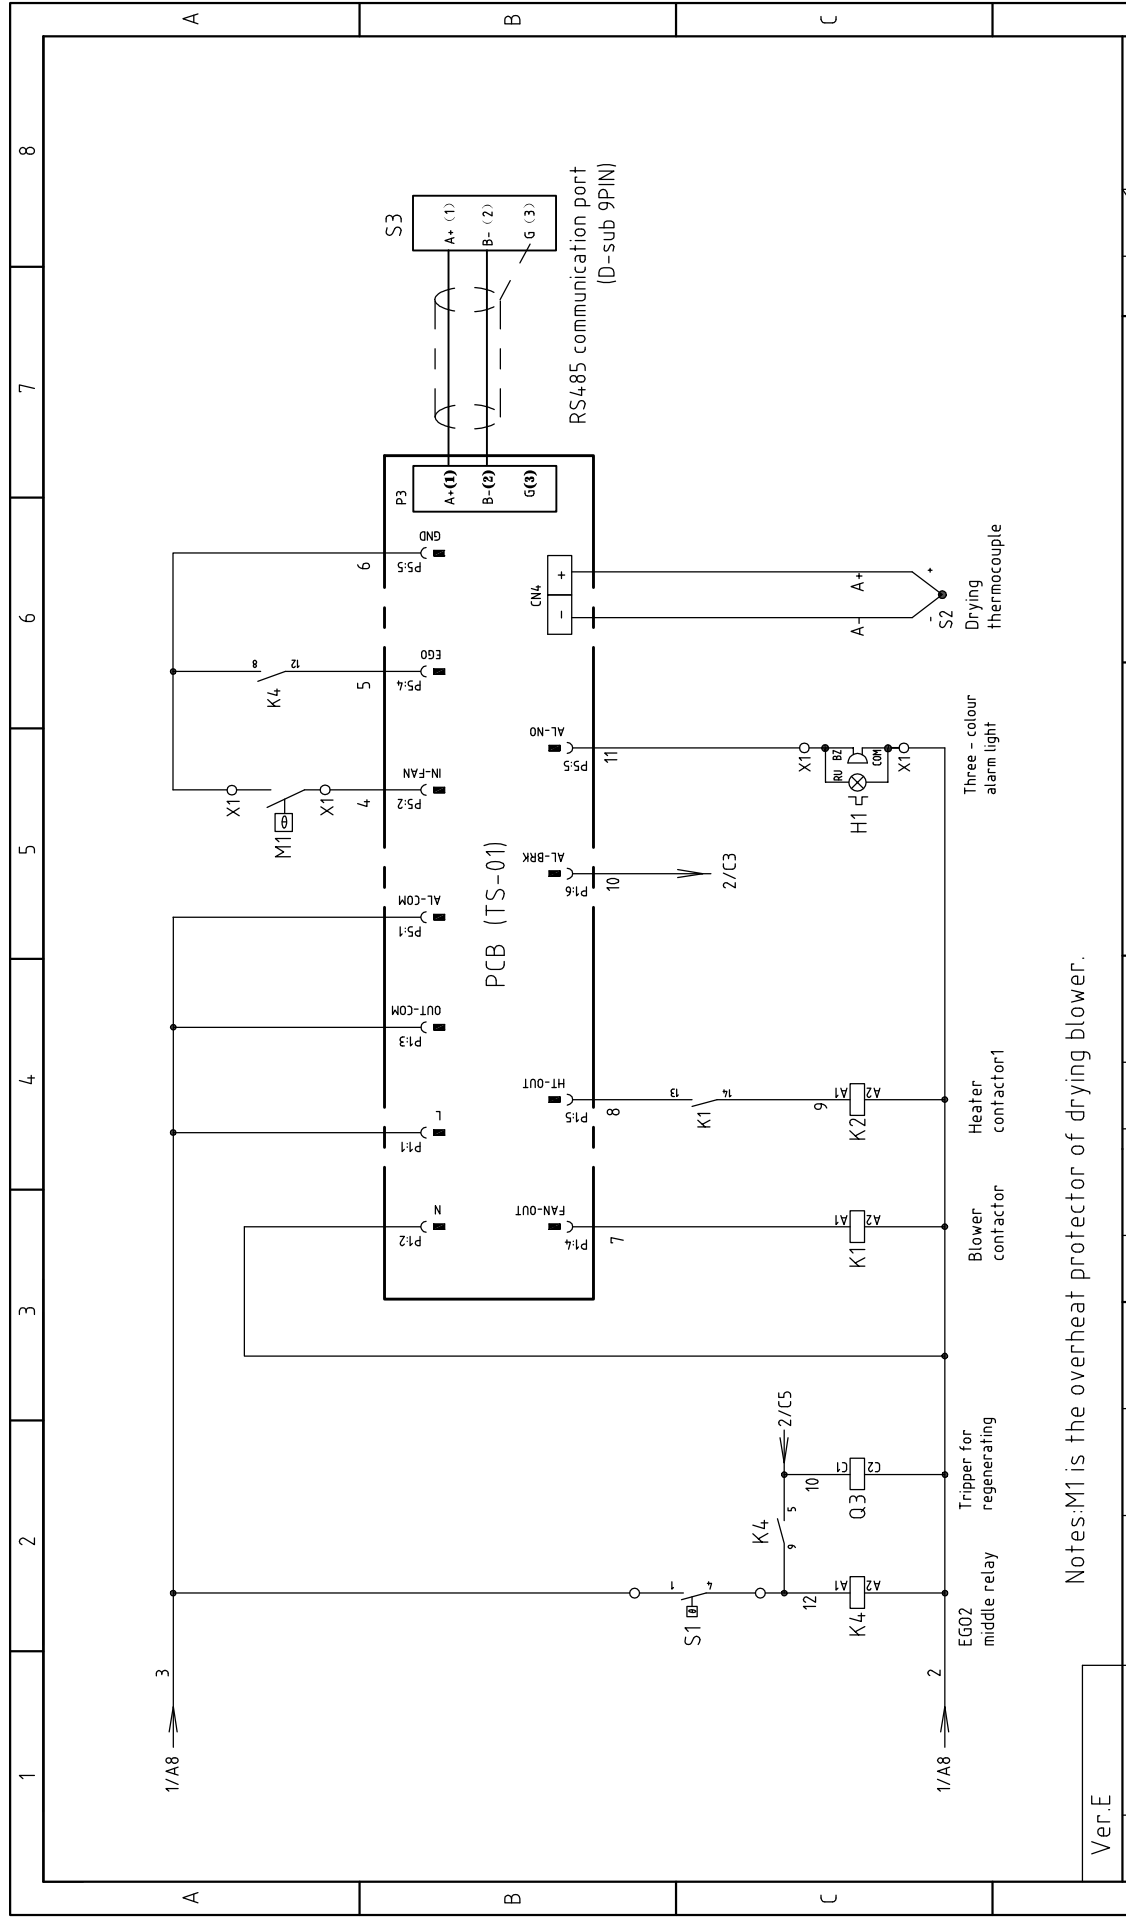 1
2
3
4
5
6
7
8
A
A
B
B
C
C
1/A8
3
1/A8
2
X1
M1
X1
4
K4
8
12
5
6
P1:2
N
P1:1
L
P1:3
OUT-COM
P5:1
AL-COM
P5:2
IN-FAN
P5:4
EGO
P5:5
GND
P3
A+(1)
B-(2)
G(3)
S3
A+ (1)
B- (2)
G (3)
RS485 communication port
(D-sub 9PIN)
PCB (TS-01)
FAN-OUT
P1:4
7
HT-OUT
P1:5
8
AL-BRK
P1:6
10
2/C3
AL-NO
P5:5
11
CN4
-
+
A-
A+
-
+
S2
Drying
thermocouple
S1
1
4
12
K4
9
5
2/C5
10
K4
A1
A2
Q3
C1
C2
K1
A1
A2
K1
13
14
9
K2
A1
A2
X1
H1
RU
BZ
COM
X1
EGO2
middle relay
Tripper for
regenerating
Blower
contactor
Heater
contactor1
Three - colour
alarm light
Notes:M1 is the overheat protector of drying blower.
Ver.E